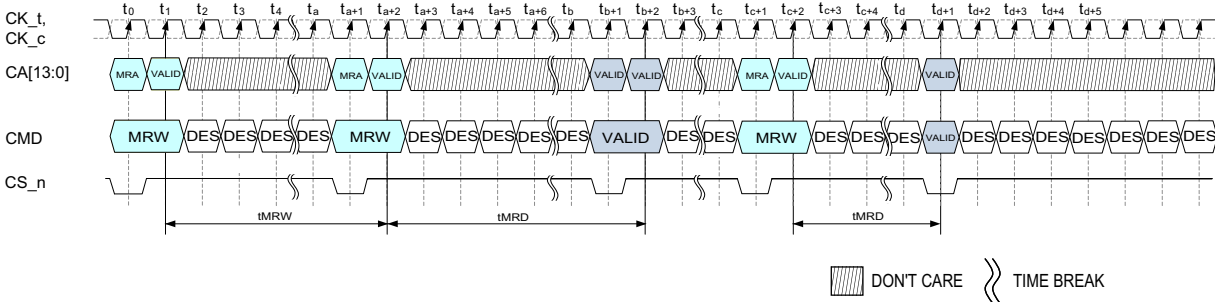 CK_t, t0 t1 t2 t3 t4 ta ta+1 ta+2 ta+3 ta+4 ta+5 ta+6 tb tb+1 tb+2 tb+3 tc tc+1 tc+2 tc+3 tc+4 td td+1 td+2 td+3 td+4 td+5
CK_c
CA[13:0] MRA VALID MRA VALID VALID VALID MRA VALID VALID
CMD MRW DES DES DES DES MRW DES DES DES DES DES VALID DES DES MRW DES DES DES VALID DES DES DES DES DES DES DES
CS_n
tMRW tMRD tMRD
DON'T CARE TIME BREAK